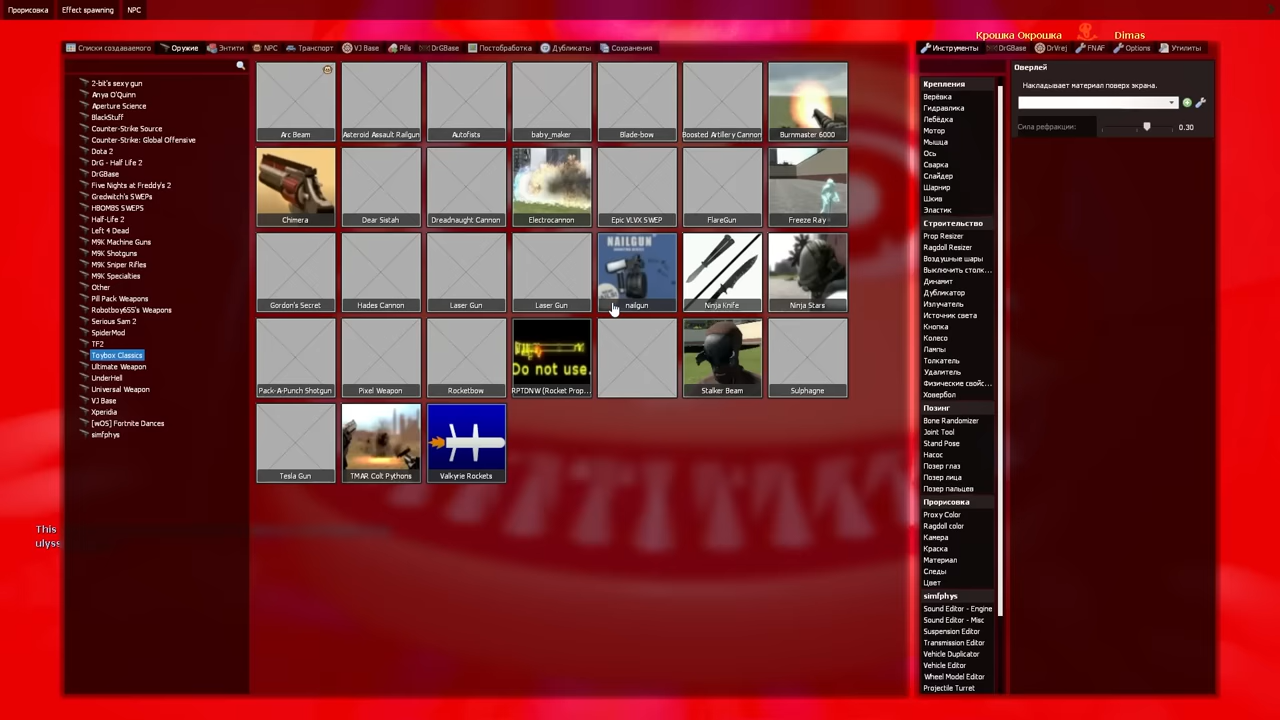 Прорисовка Effect spawning NPC
Крошка Окрошка Dimas
Списки создаваемого Оружие Энтити NPC Транспорт VJ Base Pills DrGBase Постобработка Дубликаты Сохранения
Инструменты DrGBase DrVrej FNAF Options Утилиты
2-bit's sexy gun
Anya O'Quinn
Aperture Science
BlackStuff
Counter-Strike Source
Counter-Strike: Global Offensive
Dota 2
DrG - Half Life 2
DrGBase
Five Nights at Freddy's 2
Gredwitch's SWEPs
HBOMBS SWEPS
Half-Life 2
Left 4 Dead
M9K Machine Guns
M9K Shotguns
M9K Sniper Rifles
M9K Specialties
Other
Pill Pack Weapons
Robotboy655's Weapons
Serious Sam 2
SpiderMod
TF2
Toybox Classics
Ultimate Weapon
UnderHell
Universal Weapon
VJ Base
Xperidia
[wOS] Fortnite Dances
simfphys
This
ulyss
Arc Beam Asteroid Assault Railgun Autofists baby_maker Blade-bow Boosted Artillery Cannon Burnmaster 6000
Chimera Dear Sistah Dreadnaught Cannon Electrocannon Epic VLVX SWEP FlareGun Freeze Ray
NAILGUN
Gordon's Secret Hades Cannon Laser Gun Laser Gun nailgun Ninja Knife Ninja Stars
Do not use.
Pack-A-Punch Shotgun Pixel Weapon Rocketbow RPTDNW (Rocket Prop... Stalker Beam Sulphagne
Tesla Gun TMAR Colt Pythons Valkyrie Rockets
Крепления
Верёвка
Гидравлика
Лебёдка
Мотор
Мышца
Ось
Сварка
Слайдер
Шарнир
Шкив
Эластик
Строительство
Prop Resizer
Ragdoll Resizer
Воздушные шары
Выключить столк...
Динамит
Дубликатор
Излучатель
Источник света
Кнопка
Колесо
Лампы
Толкатель
Удалитель
Физические свойс...
Ховербол
Позинг
Bone Randomizer
Joint Tool
Stand Pose
Насос
Позер глаз
Позер лица
Позер пальцев
Прорисовка
Proxy Color
Ragdoll color
Камера
Краска
Материал
Следы
Цвет
simfphys
Sound Editor - Engine
Sound Editor - Misc
Suspension Editor
Transmission Editor
Vehicle Duplicator
Vehicle Editor
Wheel Model Editor
Projectile Turret
Оверлей
Накладывает материал поверх экрана.
Сила рефракции: 0.30